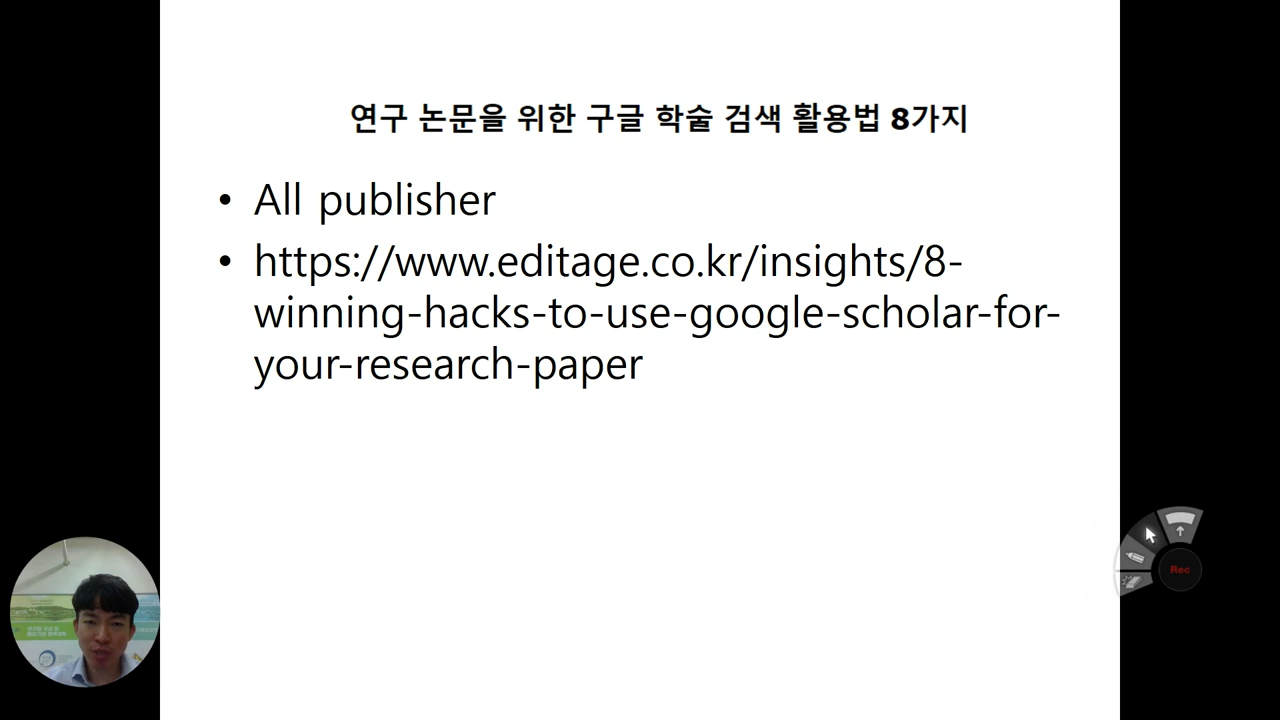 연구 논문을 위한 구글 학술 검색 활용법 8가지
• All publisher
• https://www.editage.co.kr/insights/8-
winning-hacks-to-use-google-scholar-for-
your-research-paper
Rec